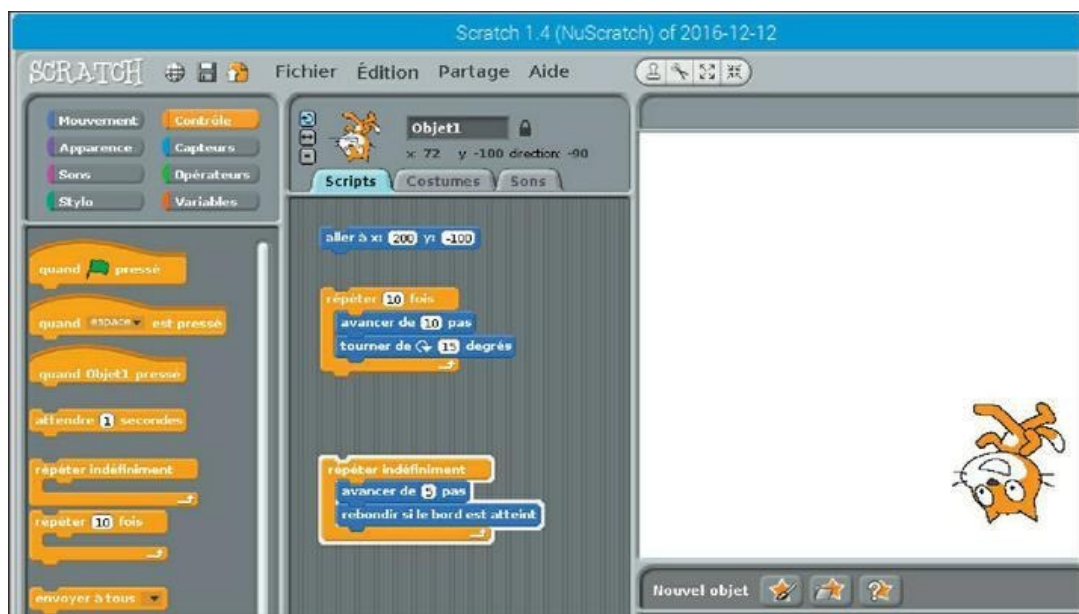 Scratch 1.4 (NuScratch) of 2016-12-12
SCRATCH Fichier Édition Partage Aide
Mouvement Contrôle
Apparence Capteurs
Sons Opérateurs
Stylo Variables
quand pressé
quand espace est pressé
quand Objet1 pressé
attendre 1 secondes
répéter indéfiniment
répéter 10 fois
envoyer à tous
Objet1
x: 72 y -100 direction: -90
Scripts Costumes Sons
aller à x: 200 y: -100
répéter 10 fois
avancer de 10 pas
tourner de 15 degrés
répéter indéfiniment
avancer de 5 pas
rebondir si le bord est atteint
Nouvel objet